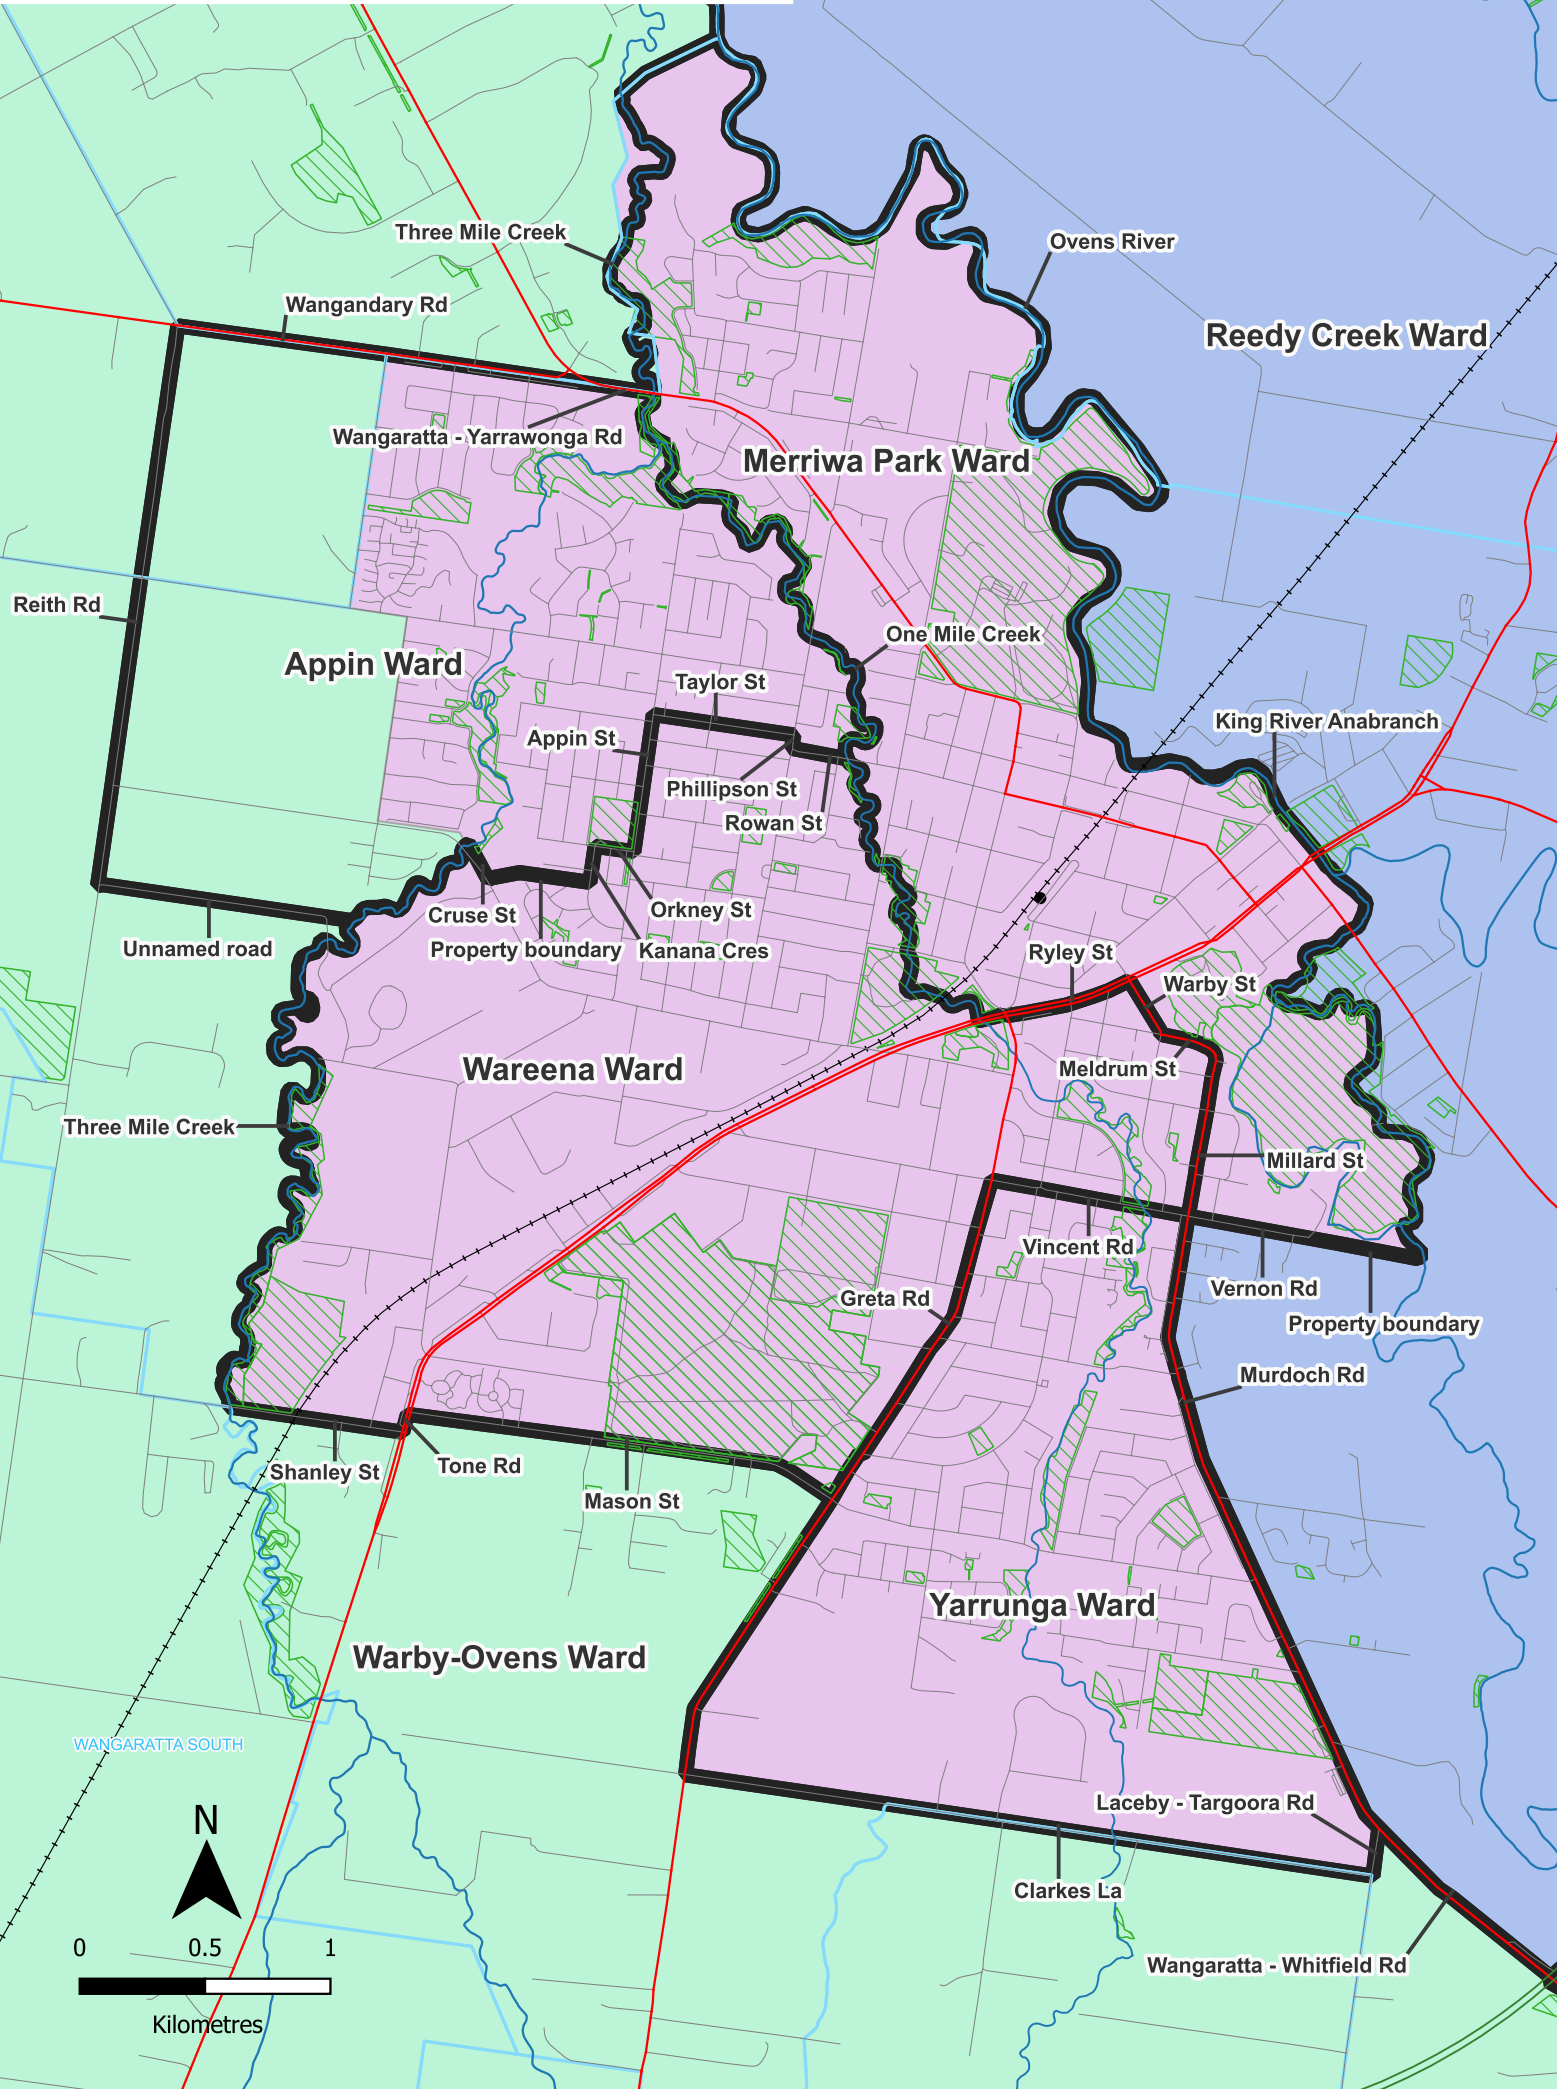 Three Mile Creek
Ovens River
Wangandary Rd
Reedy Creek Ward
Wangaratta - Yarrawonga Rd
Merriwa Park Ward
Reith Rd
One Mile Creek
Appin Ward
Taylor St
King River Anabranch
Appin St
Phillipson St
Rowan St
Orkney St
Cruse St
Unnamed road
Property boundary
Kanana Cres
Ryley St
Warby St
Wareena Ward
Meldrum St
Three Mile Creek
Millard St
Vincent Rd
Vernon Rd
Greta Rd
Property boundary
Murdoch Rd
Shanley St
Tone Rd
Mason St
Yarrunga Ward
Warby-Ovens Ward
WANGARATTA SOUTH
Laceby - Targoora Rd
N
Clarkes La
0 0.5 1
Wangaratta - Whitfield Rd
Kilometres